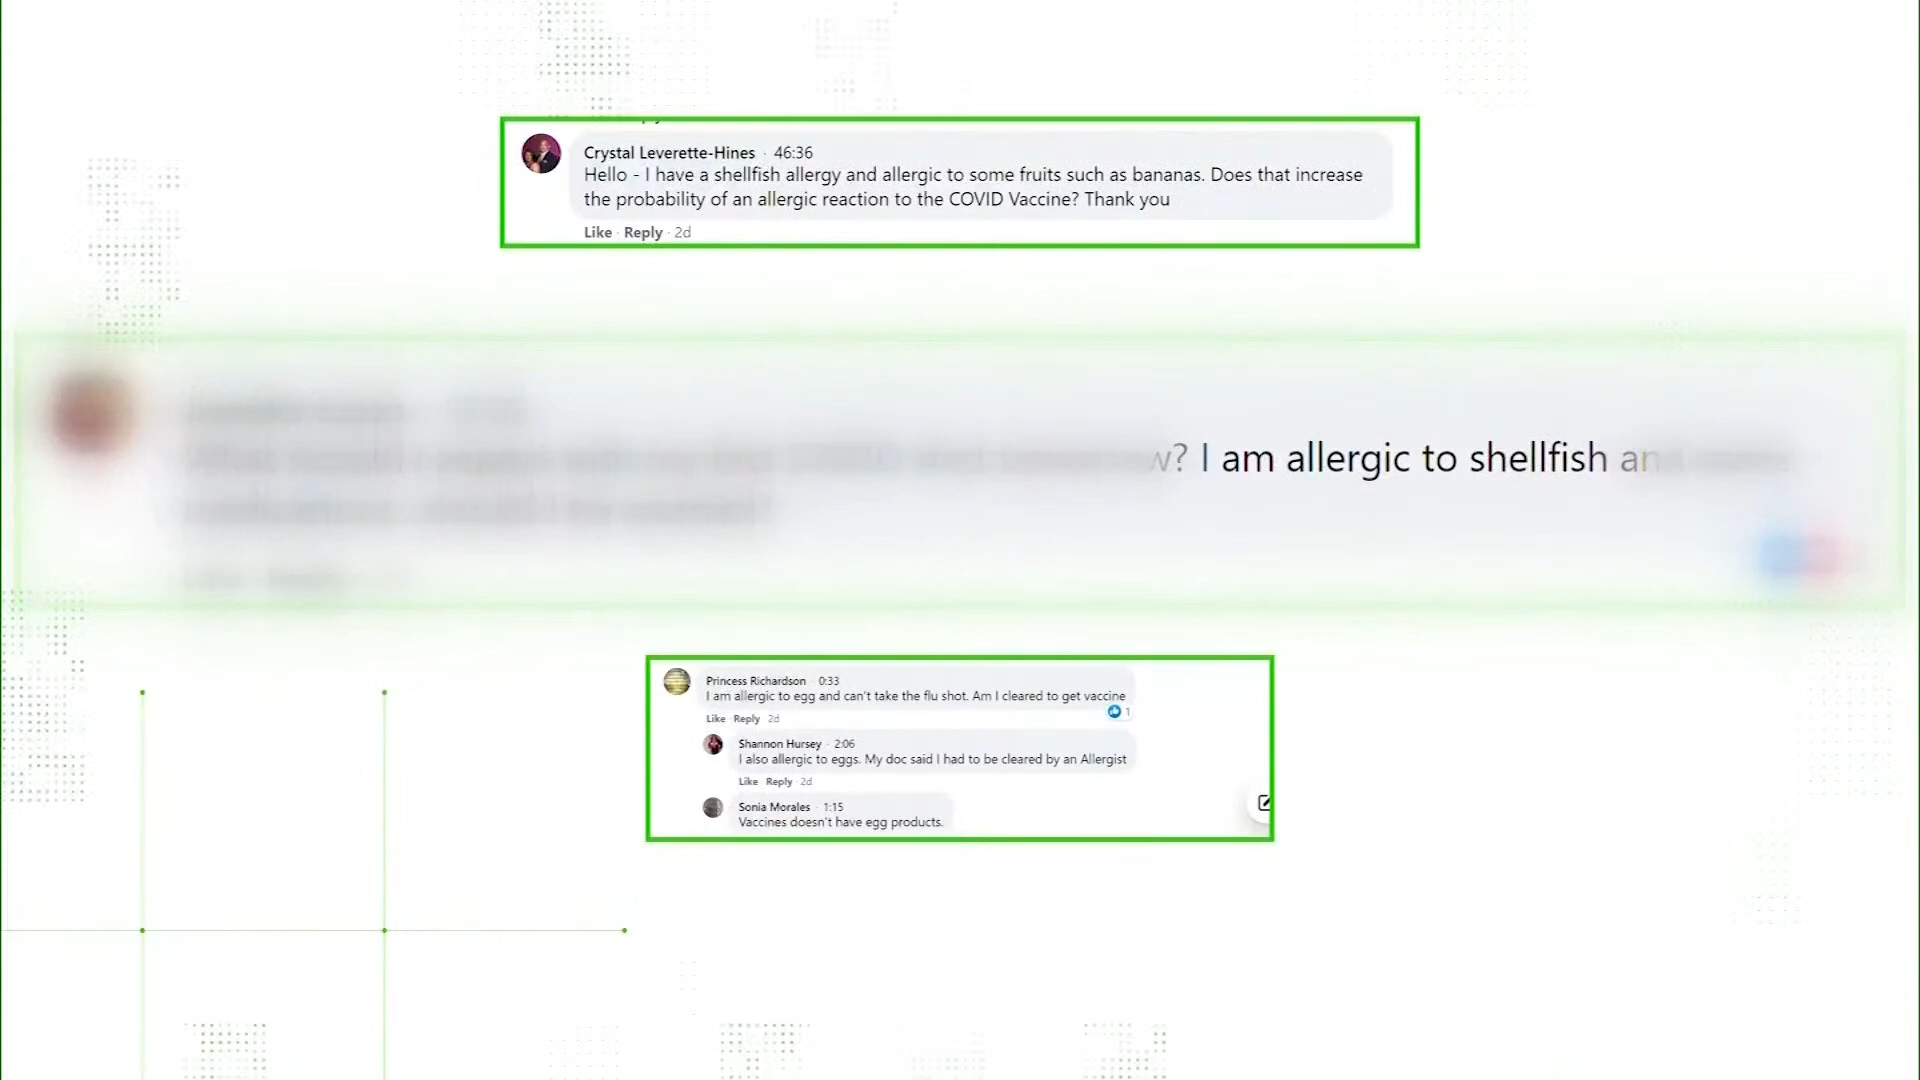 Crystal Leverette-Hines · 46:36
Hello - I have a shellfish allergy and allergic to some fruits such as bananas. Does that increase
the probability of an allergic reaction to the COVID Vaccine? Thank you
Like · Reply · 2d
? I am allergic to shellfish
Princess Richardson · 0:33
I am allergic to egg and can't take the flu shot. Am I cleared to get vaccine
1
Like Reply 2d
Shannon Hursey · 2:06
I also allergic to eggs. My doc said I had to be cleared by an Allergist
Like Reply · 2d
Sonia Morales · 1:15
Vaccines doesn't have egg products.